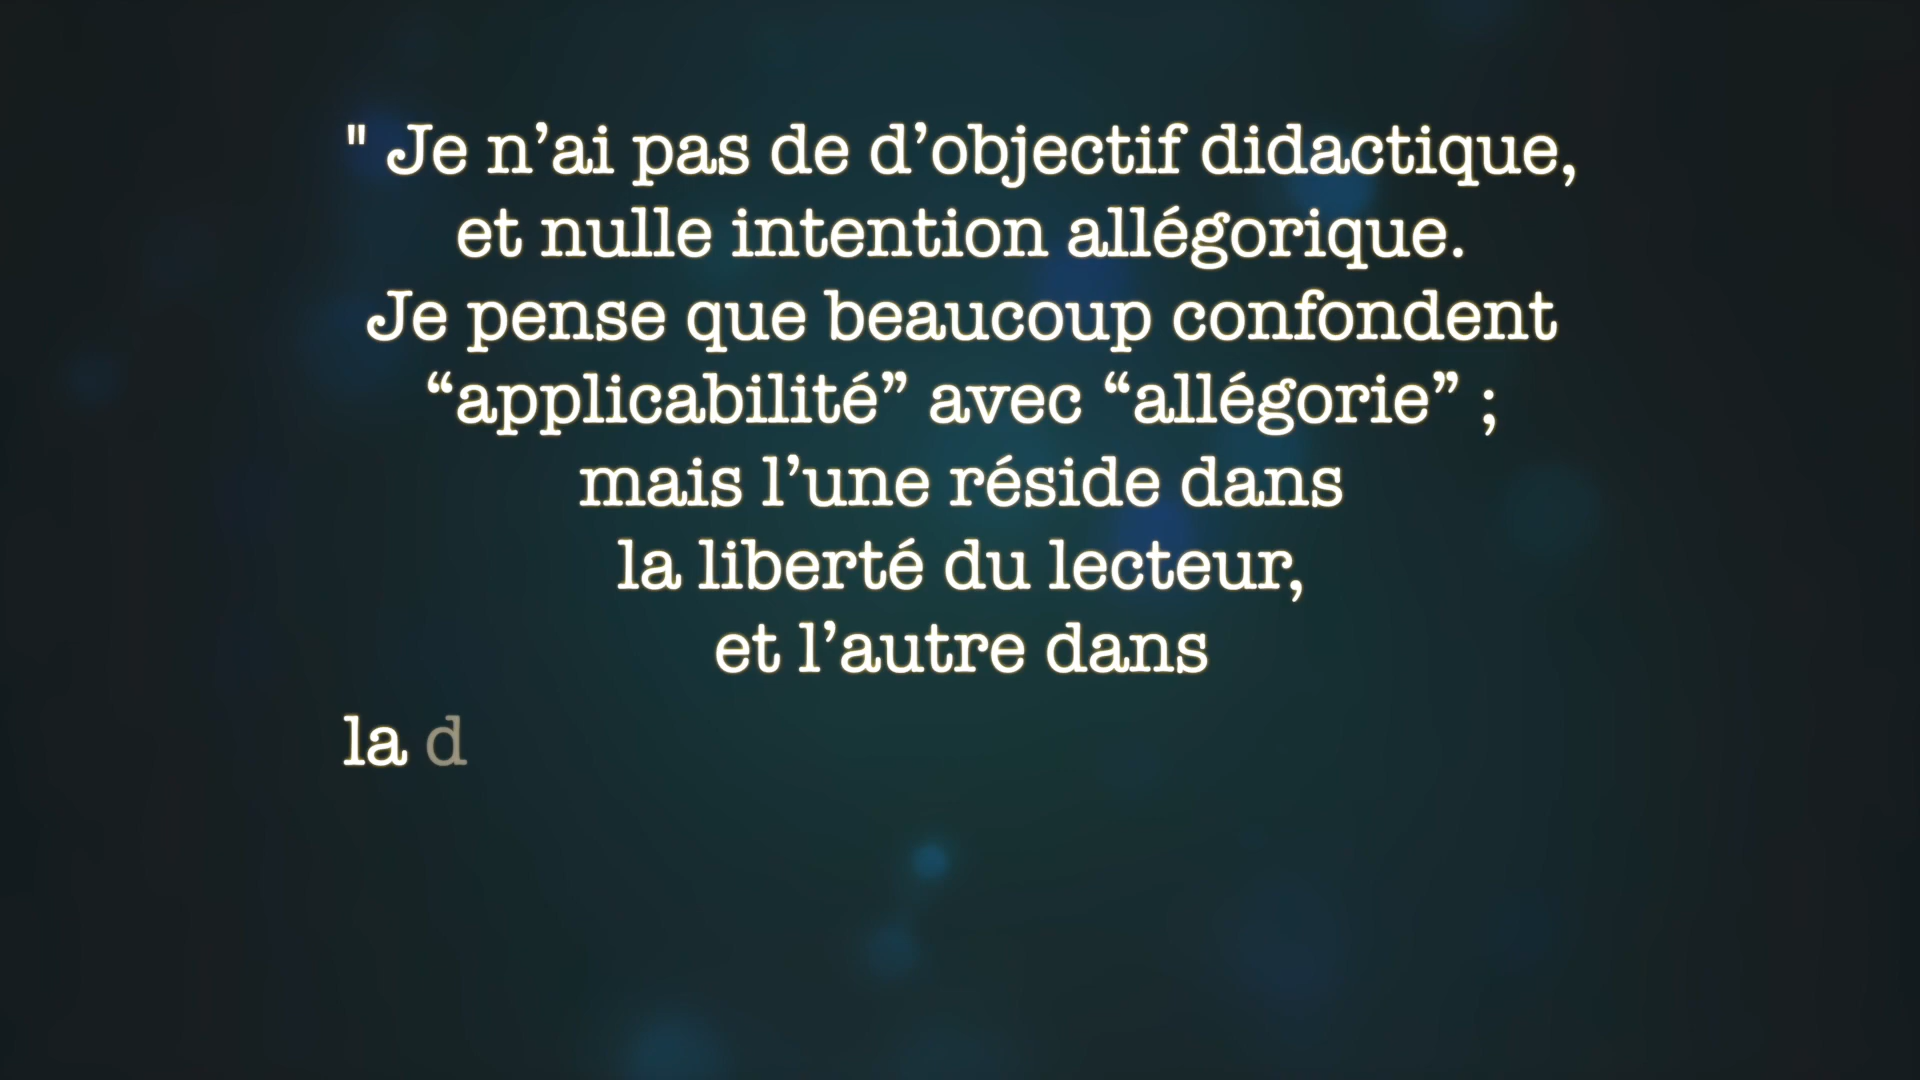 " Je n’ai pas de d’objectif didactique,
et nulle intention allégorique.
Je pense que beaucoup confondent
“applicabilité” avec “allégorie” ;
mais l’une réside dans
la liberté du lecteur,
et l’autre dans
la d